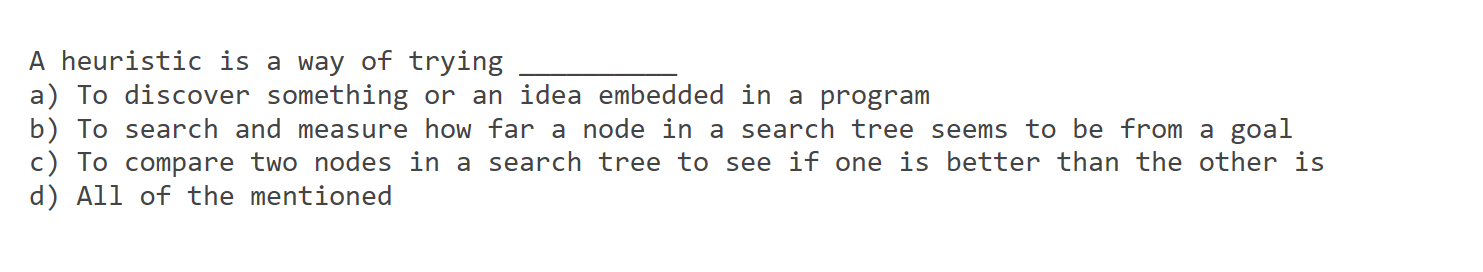 A heuristic is a way of trying __________
a) To discover something or an idea embedded in a program
b) To search and measure how far a node in a search tree seems to be from a goal
c) To compare two nodes in a search tree to see if one is better than the other is
d) All of the mentioned